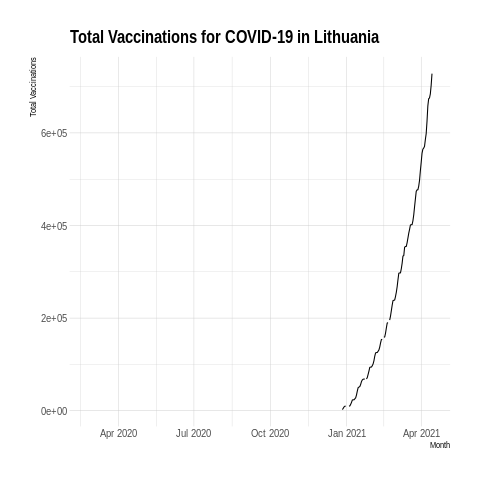 Total Vaccinations for COVID-19 in Lithuania
Total Vaccinations
6e+05
4e+05
2e+05
0e+00
Apr 2020 Jul 2020 Oct 2020 Jan 2021 Apr 2021
Month